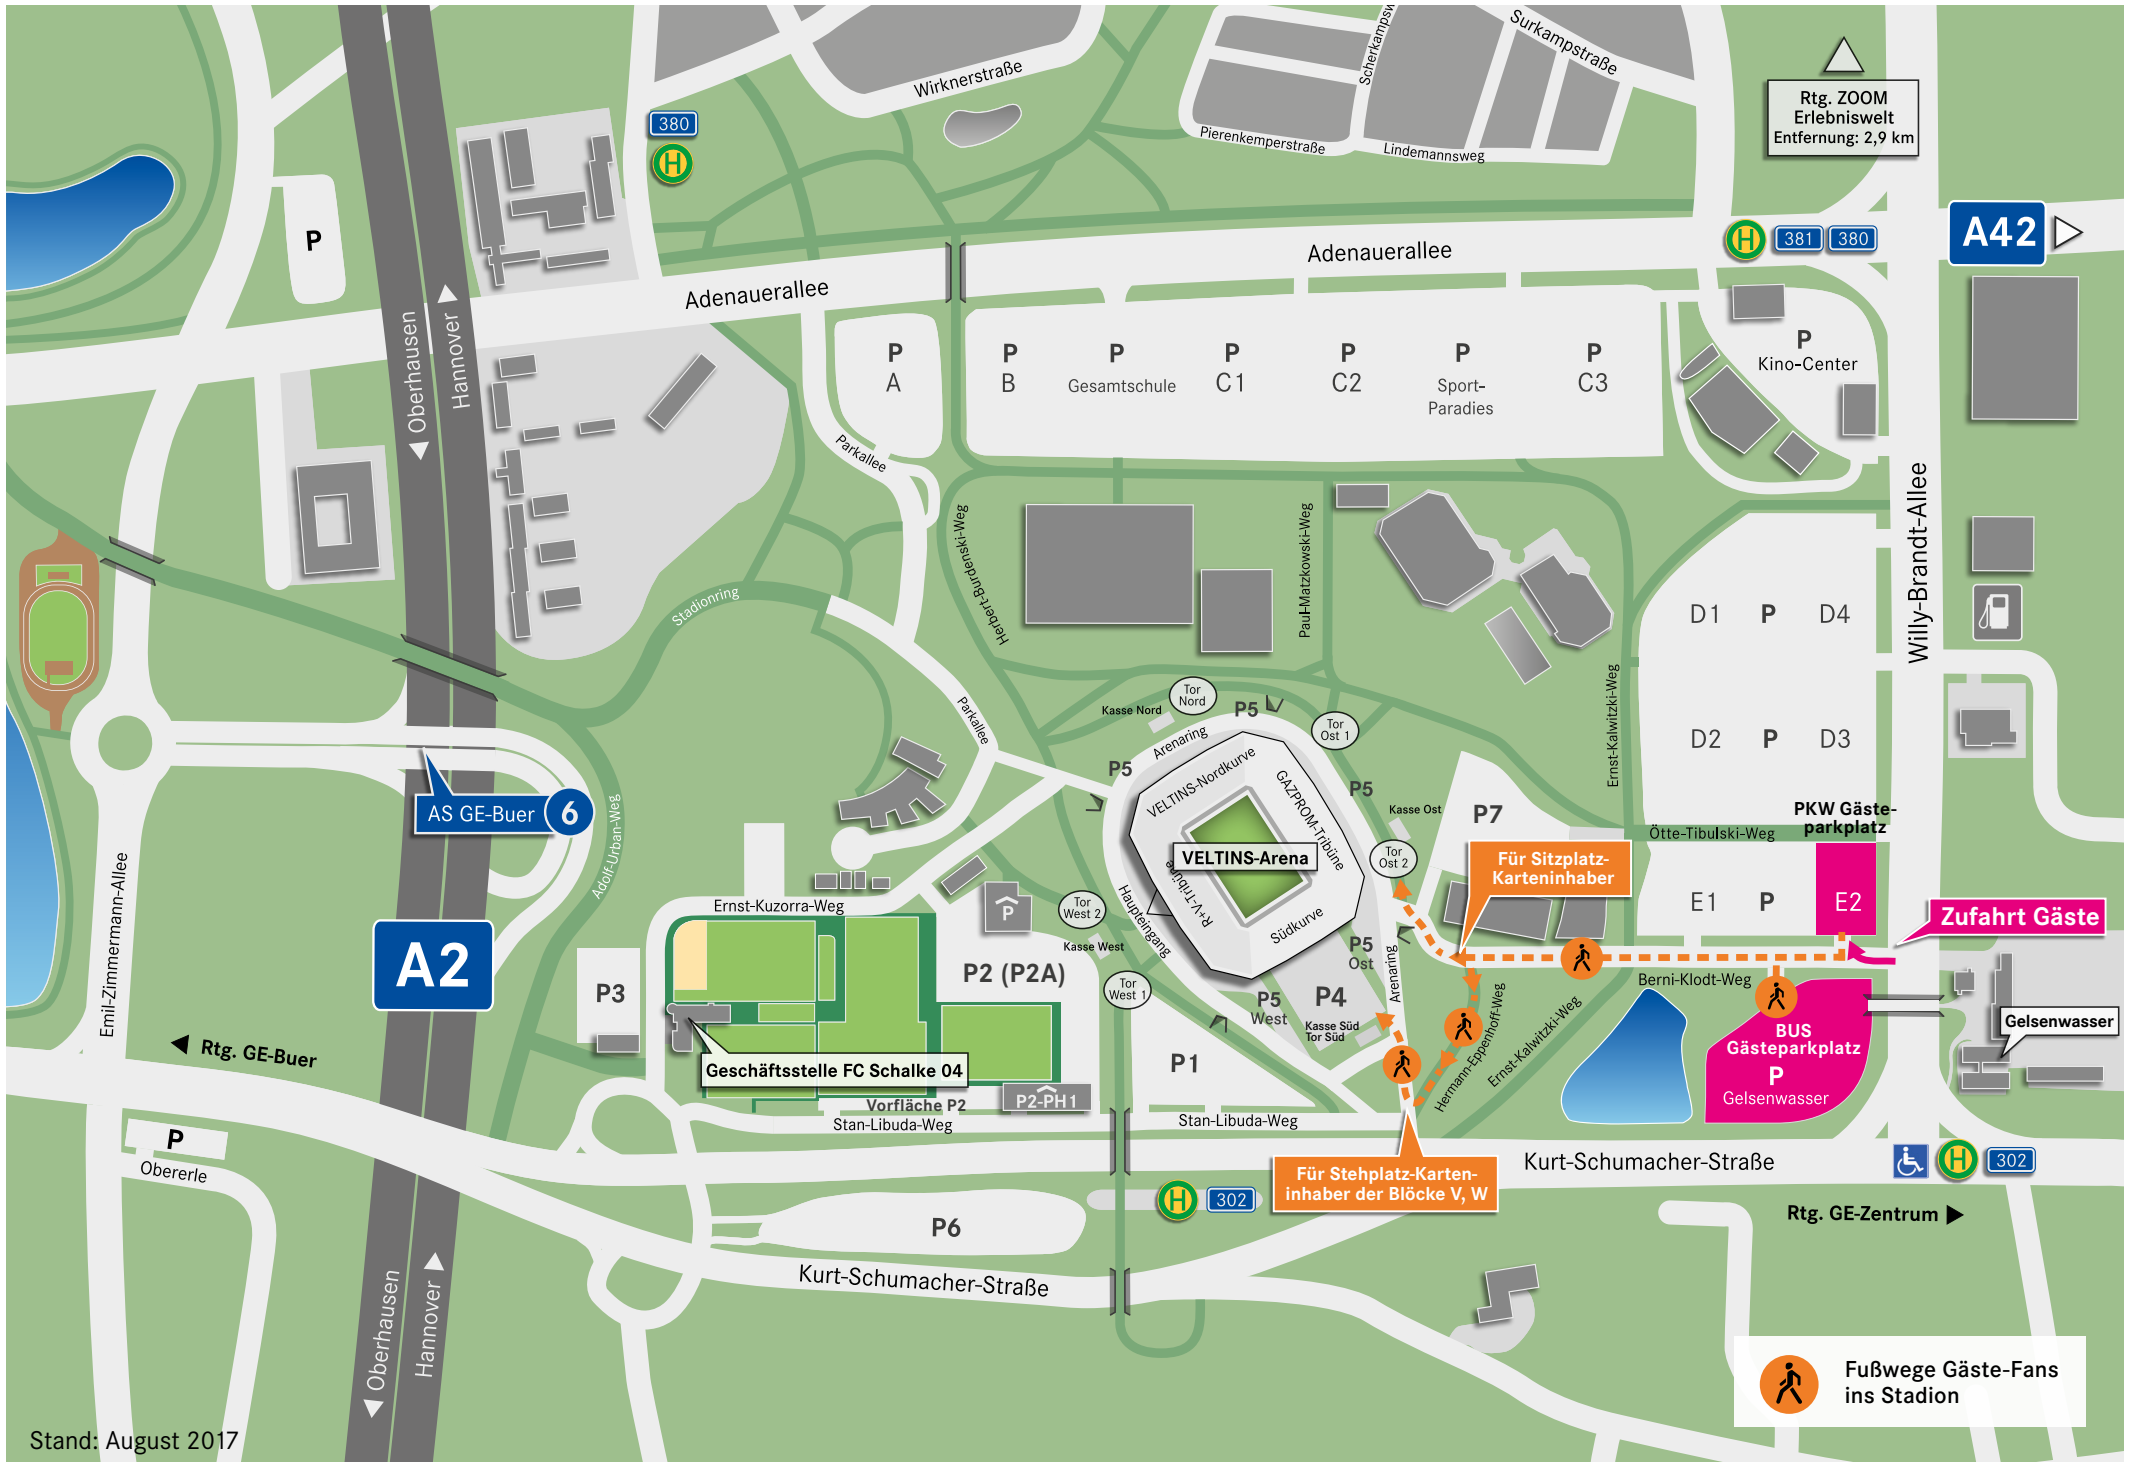 Surkampstraße
Scherkampsw
Wirknerstraße
380
H
Pierenkemperstraße
Lindemannsweg
Rtg. ZOOM
Erlebniswelt
Entfernung: 2,9 km
P
H
381
380
A42
Adenauerallee
Adenauerallee
Oberhausen
Hannover
P
A
P
B
P
Gesamtschule
P
C1
P
C2
P
Sport-
Paradies
P
C3
P
Kino-Center
Parkallee
Willy-Brandt-Allee
Herbert-Burdenski-Weg
Paul-Matzkowski-Weg
Stadionring
D1
P
D4
Ernst-Kalwitzki-Weg
Parkallee
Tor
Nord
Kasse Nord
P5
Tor
Ost 1
Arenaring
D2
P
D3
P5
P5
VELTINS-Nordkurve
GAZPROM-Tribüne
AS GE-Buer
6
Adolf-Urban-Weg
Kasse Ost
P7
PKW Gäste-
parkplatz
Ötte-Tibulski-Weg
VELTINS-Arena
Tor
Ost 2
Für Sitzplatz-
Karteninhaber
Emil-Zimmermann-Allee
R+V-Tribüne
Haupteingang
Südkurve
Ernst-Kuzorra-Weg
P
Tor
West 2
Kasse West
E1
P
E2
Zufahrt Gäste
A2
P5
Ost
Arenaring
P3
P2 (P2A)
Tor
West 1
P5
West
P4
Kasse Süd
Tor Süd
Berni-Klodt-Weg
Hermann-Eppenhoff-Weg
Ernst-Kalwitzki-Weg
Gelsenwasser
BUS
Gästeparkplatz
P
Gelsenwasser
Rtg. GE-Buer
Geschäftsstelle FC Schalke 04
P1
Vorfläche P2
P2-PH1
Stan-Libuda-Weg
Stan-Libuda-Weg
P
Obererle
Für Stehplatz-Karten-
inhaber der Blöcke V, W
Kurt-Schumacher-Straße
H
302
H
302
P6
Rtg. GE-Zentrum
Kurt-Schumacher-Straße
Oberhausen
Hannover
Fußwege Gäste-Fans
ins Stadion
Stand: August 2017